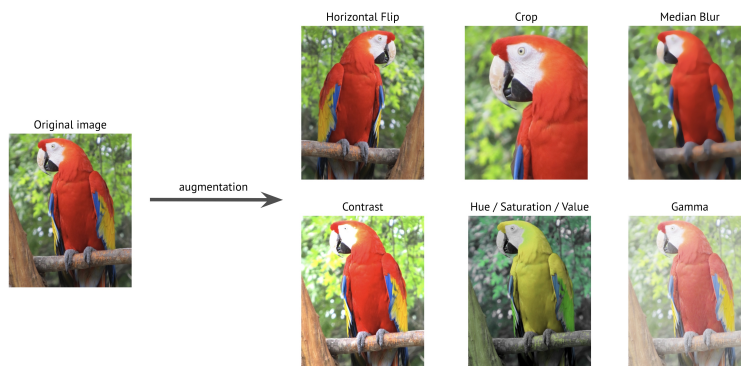 Horizontal Flip
Crop
Median Blur
Original image
augmentation
Contrast
Hue / Saturation / Value
Gamma